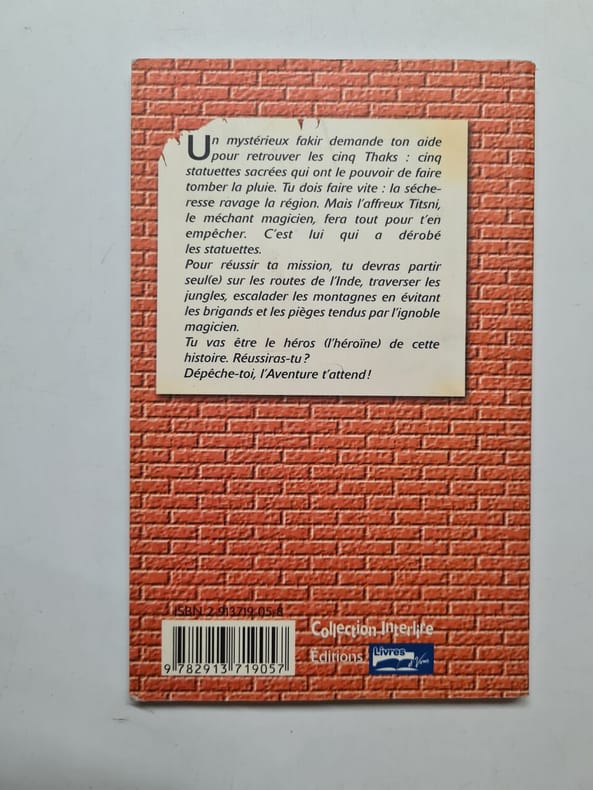 Un mystérieux fakir demande ton aide
pour retrouver les cinq Thaks : cinq
statuettes sacrées qui ont le pouvoir de faire
tomber la pluie. Tu dois faire vite : la séche-
resse ravage la région. Mais l'affreux Titsni,
le méchant magicien, fera tout pour t'en
empêcher. C'est lui qui a dérobé
les statuettes.
Pour réussir ta mission, tu devras partir
seul(e) sur les routes de l'Inde, traverser les
jungles, escalader les montagnes en évitant
les brigands et les pièges tendus par l'ignoble
magicien.
Tu vas être le héros (l'héroïne) de cette
histoire. Réussiras-tu ?
Dépêche-toi, l'Aventure t'attend !
ISBN 2-913719-05-8
9 782913 719057
Collection Interlire
Éditions Livres